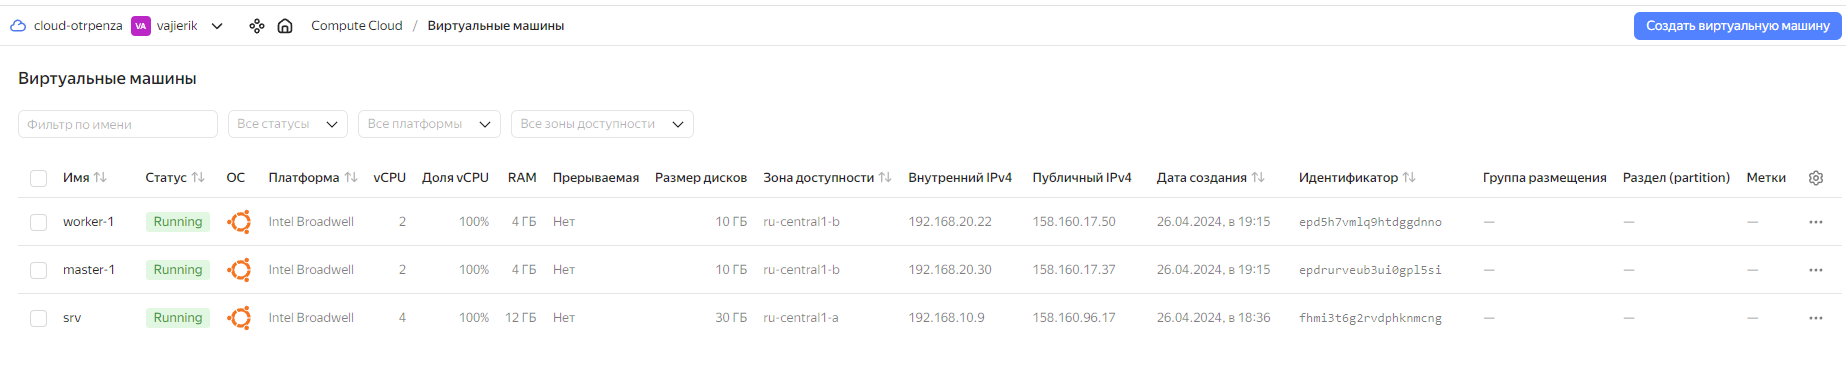 cloud-otrpenza VA vajierik Compute Cloud / Виртуальные машины Создать виртуальную машину
Виртуальные машины
Фильтр по имени Все статусы Все платформы Все зоны доступности
Имя Статус ОС Платформа vCPU Доля vCPU RAM Прерываемая Размер дисков Зона доступности Внутренний IPv4 Публичный IPv4 Дата создания Идентификатор Группа размещения Раздел (partition) Метки
worker-1 Running Intel Broadwell 2 100% 4 ГБ Нет 10 ГБ ru-central1-b 192.168.20.22 158.160.17.50 26.04.2024, в 19:15 epd5h7vmlq9htdggdnno — — —
master-1 Running Intel Broadwell 2 100% 4 ГБ Нет 10 ГБ ru-central1-b 192.168.20.30 158.160.17.37 26.04.2024, в 19:15 epdrurveub3ui0gpl5si — — —
srv Running Intel Broadwell 4 100% 12 ГБ Нет 30 ГБ ru-central1-a 192.168.10.9 158.160.96.17 26.04.2024, в 18:36 fhmi3t6g2rvdphknmcng — — —